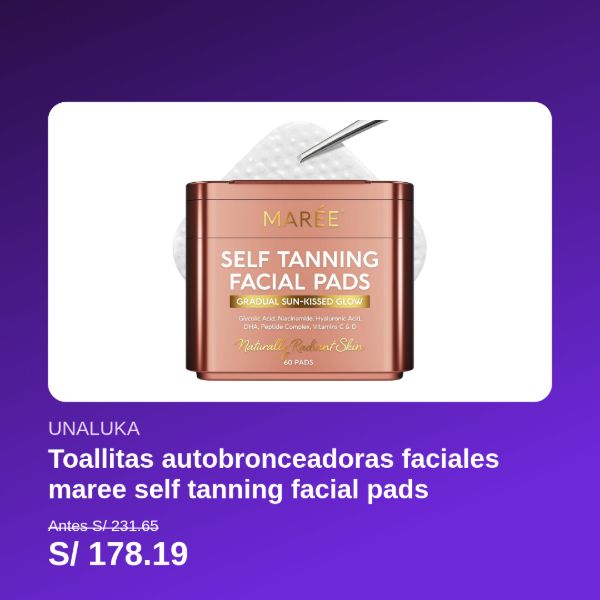 MARÉE
SELF TANNING
FACIAL PADS
GRADUAL SUN-KISSED GLOW
Glycolic Acid, Niacinamide, Hyaluronic Acid,
DHA, Peptide Complex, Vitamins C & D
Naturally Radiant Skin
60 PADS
UNALUKA
Toallitas autobronceadoras faciales
maree self tanning facial pads
Antes S/ 231.65
S/ 178.19